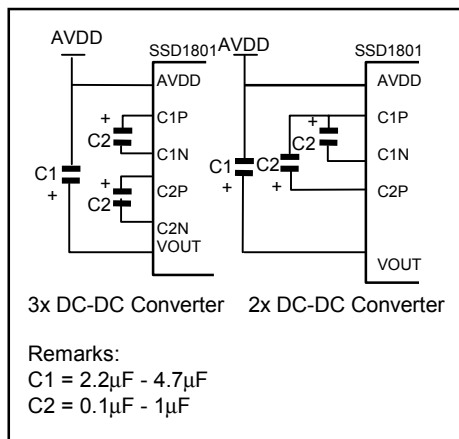 AVDD
SSD1801
AVDD
C1P
+
C2
C1N
C1
+
C2P
+
C2
C2N
VOUT
AVDD
SSD1801
AVDD
C1P
+
C2
C1N
C1
C2
+
+
C2P
VOUT
3x DC-DC Converter
2x DC-DC Converter
Remarks:
C1 = 2.2μF - 4.7μF
C2 = 0.1μF - 1μF